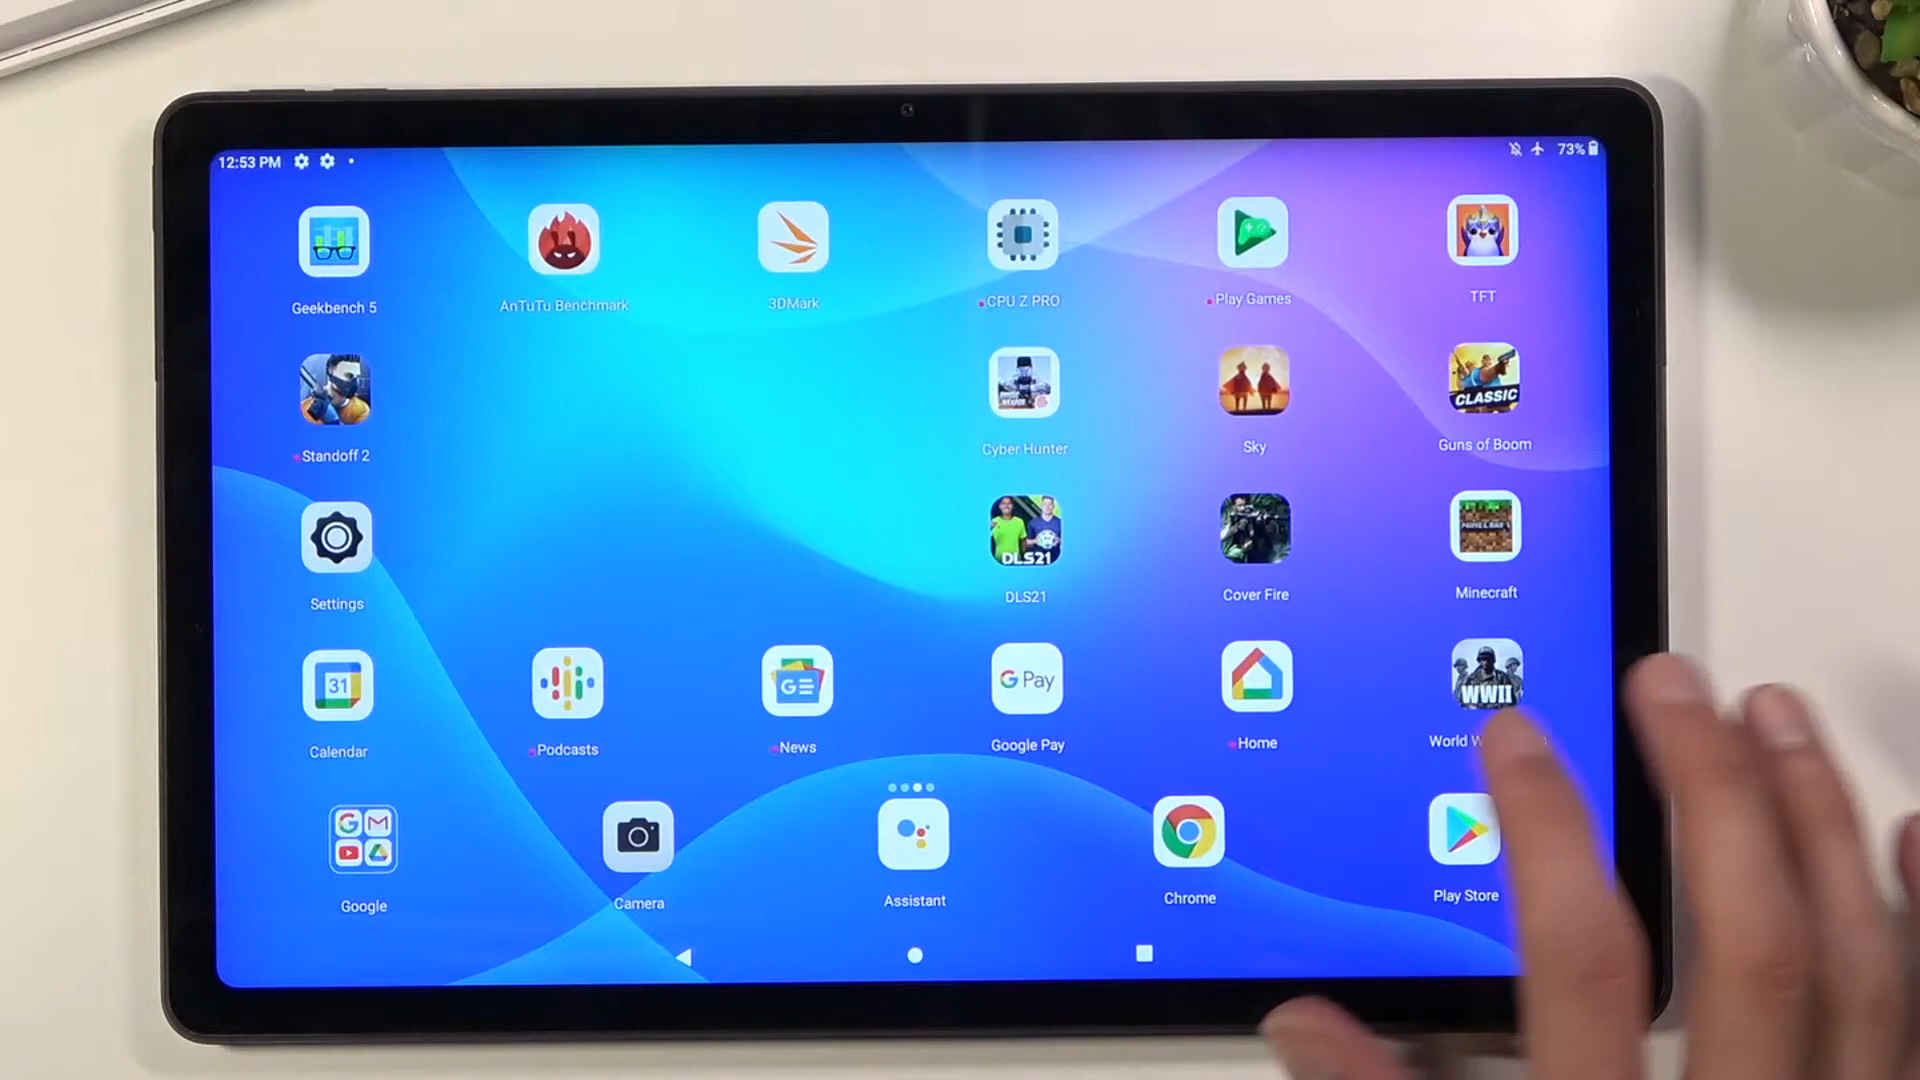 12:53 PM
73%
Geekbench 5
AnTuTu Benchmark
3DMark
CPU Z PRO
Play Games
TFT
CLASSIC
Standoff 2
Cyber Hunter
Sky
Guns of Boom
DLS21
MINECRAFT
Settings
DLS21
Cover Fire
Minecraft
31
GE
G Pay
WWII
Calendar
Podcasts
News
Google Pay
Home
World
G
Google
Camera
Assistant
Chrome
Play Store